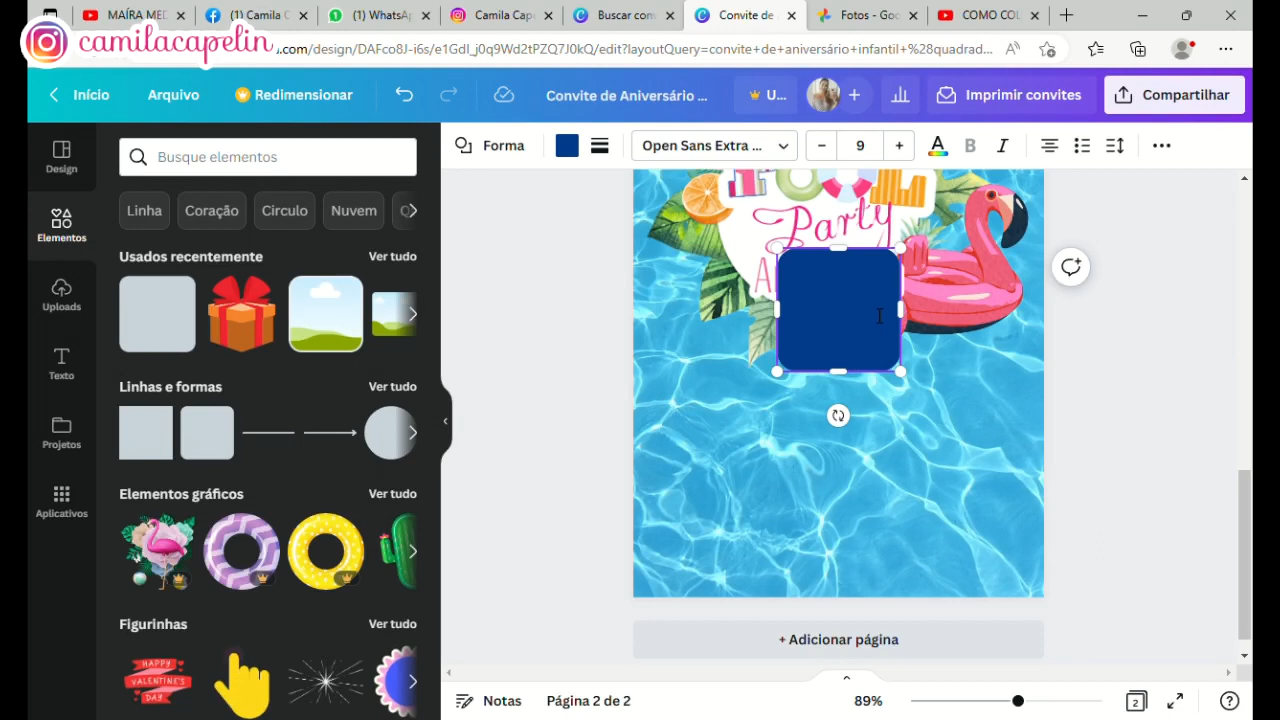 MAÍRA MED
(1) Camila C
(1) WhatsAp
Camila Cap
Buscar com
Convite de
Fotos - Goo
COMO COL
camilacapelin
.com/design/DAFco8J-i6s/e1GdI_j0q9Wd2tPZQ7J0kQ/edit?layoutQuery=convite+de+aniversário+infantil+%28quadrad...
Início
Arquivo
Redimensionar
Convite de Aniversário ...
U...
Imprimir convites
Compartilhar
Design
Elementos
Uploads
Texto
Projetos
Aplicativos
Busque elementos
Linha
Coração
Circulo
Nuvem
Q
Usados recentemente
Ver tudo
Linhas e formas
Ver tudo
Elementos gráficos
Ver tudo
Figurinhas
Ver tudo
HAPPY
VALENTINE'S
DAY
Forma
Open Sans Extra ...
9
A
B
I
POOL
Party
A
+ Adicionar página
Notas
Página 2 de 2
89%
2